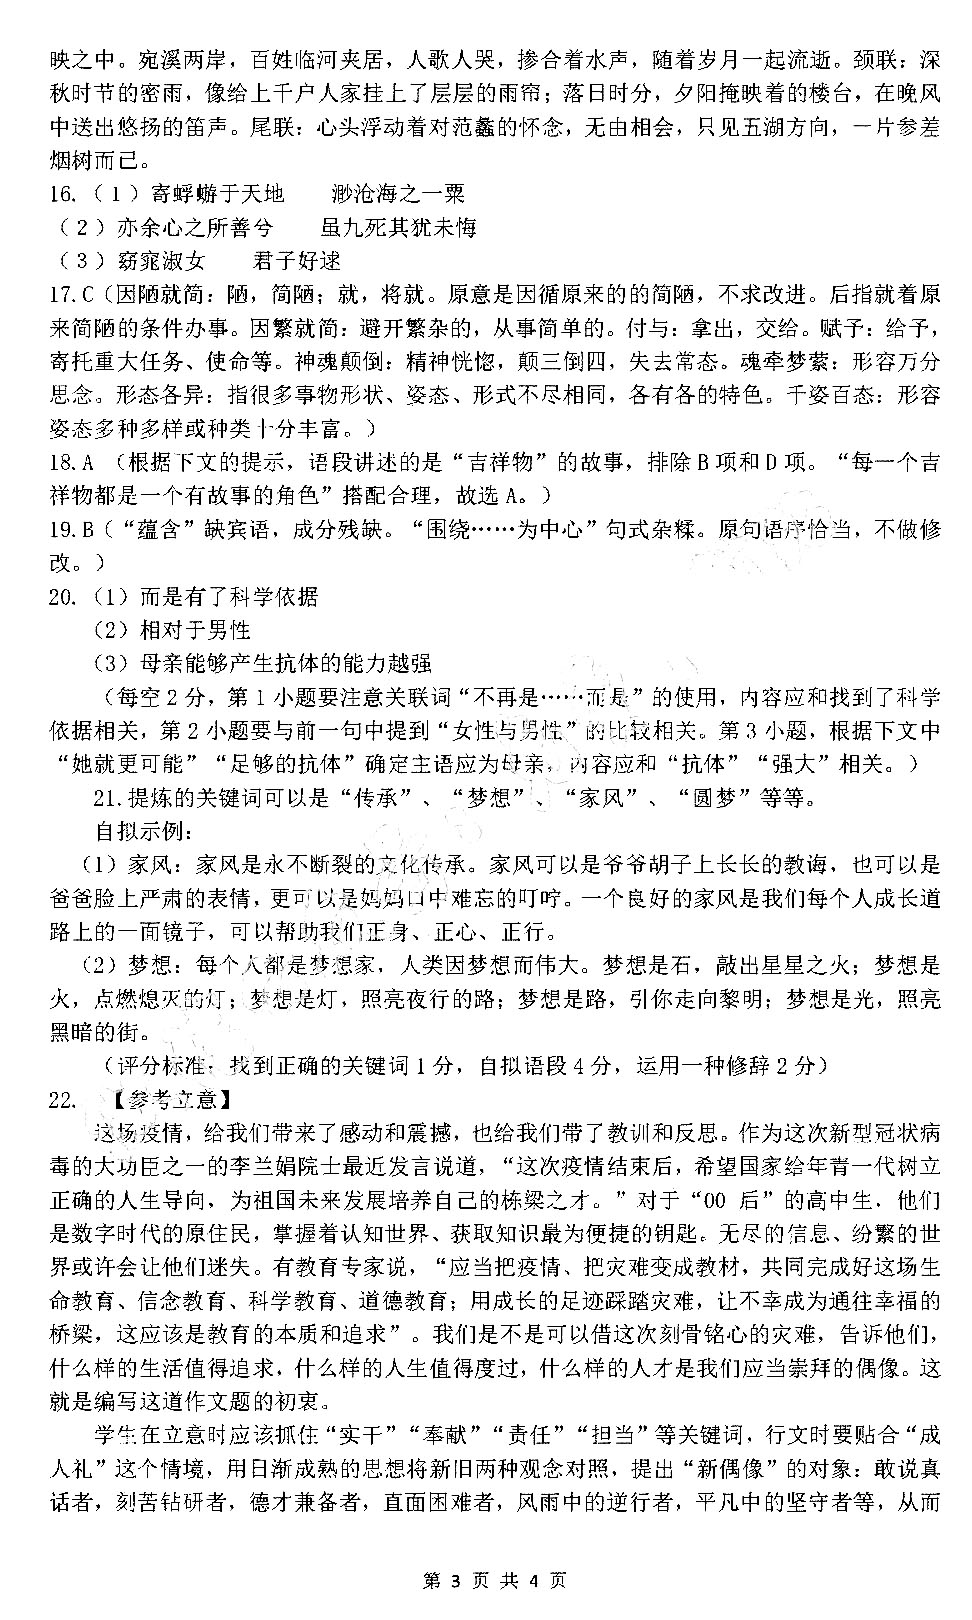 映之中。宛溪两岸，百姓临河夹居，人歌人哭，掺合着水声，随着岁月一起流逝。颈联：深
秋时节的密雨，像给上千户人家挂上了层层的雨帘；落日时分，夕阳掩映着的楼台，在晚风
中送出悠扬的笛声。尾联：心头浮动着对范蠡的怀念，无由相会，只见五湖方向，一片参差
烟树而已。
16.（1）寄蜉蝣于天地　　渺沧海之一粟
（2）亦余心之所善兮　　虽九死其犹未悔
（3）窈窕淑女　　君子好逑
17.C（因陋就简：陋，简陋；就，将就。原意是因循原来的的简陋，不求改进。后指就着原
来简陋的条件办事。因繁就简：避开繁杂的，从事简单的。付与：拿出，交给。赋予：给予，
寄托重大任务、使命等。神魂颠倒：精神恍惚，颠三倒四，失去常态。魂牵梦萦：形容万分
思念。形态各异：指很多事物形状、姿态、形式不尽相同，各有各的特色。千姿百态：形容
姿态多种多样或种类十分丰富。）
18.A （根据下文的提示，语段讲述的是“吉祥物”的故事，排除 B 项和 D 项。“每一个吉
祥物都是一个有故事的角色”搭配合理，故选 A。）
19.B（“蕴含”缺宾语，成分残缺。“围绕……为中心”句式杂糅。原句语序恰当，不做修
改。）
20.（1）而是有了科学依据
（2）相对于男性
（3）母亲能够产生抗体的能力越强
（每空 2 分，第 1 小题要注意关联词“不再是……而是”的使用，内容应和找到了科学
依据相关，第 2 小题要与前一句中提到“女性与男性”的比较相关。第 3 小题，根据下文中
“她就更可能”“足够的抗体”确定主语应为母亲，内容应和“抗体”“强大”相关。）
21.提炼的关键词可以是“传承”、“梦想”、“家风”、“圆梦”等等。
自拟示例：
（1）家风：家风是永不断裂的文化传承。家风可以是爷爷胡子上长长的教诲，也可以是
爸爸脸上严肃的表情，更可以是妈妈口中难忘的叮咛。一个良好的家风是我们每个人成长道
路上的一面镜子，可以帮助我们正身、正心、正行。
（2）梦想：每个人都是梦想家，人类因梦想而伟大。梦想是石，敲出星星之火；梦想是
火，点燃熄灭的灯；梦想是灯，照亮夜行的路；梦想是路，引你走向黎明；梦想是光，照亮
黑暗的街。
（评分标准：找到正确的关键词 1 分，自拟语段 4 分，运用一种修辞 2 分）
22. 【参考立意】
这场疫情，给我们带来了感动和震撼，也给我们带了教训和反思。作为这次新型冠状病
毒的大功臣之一的李兰娟院士最近发言说道，“这次疫情结束后，希望国家给年青一代树立
正确的人生导向，为祖国未来发展培养自己的栋梁之才。”对于“00 后”的高中生，他们
是数字时代的原住民，掌握着认知世界、获取知识最为便捷的钥匙。无尽的信息、纷繁的世
界或许会让他们迷失。有教育专家说，“应当把疫情、把灾难变成教材，共同完成好这场生
命教育、信念教育、科学教育、道德教育；用成长的足迹踩踏灾难，让不幸成为通往幸福的
桥梁，这应该是教育的本质和追求”。我们是不是可以借这次刻骨铭心的灾难，告诉他们，
什么样的生活值得追求，什么样的人生值得度过，什么样的人才是我们应当崇拜的偶像。这
就是编写这道作文题的初衷。
学生在立意时应该抓住“实干”“奉献”“责任”“担当”等关键词，行文时要贴合“成
人礼”这个情境，用日渐成熟的思想将新旧两种观念对照，提出“新偶像”的对象：敢说真
话者，刻苦钻研者，德才兼备者，直面困难者，风雨中的逆行者，平凡中的坚守者等，从而
第 3 页 共 4 页